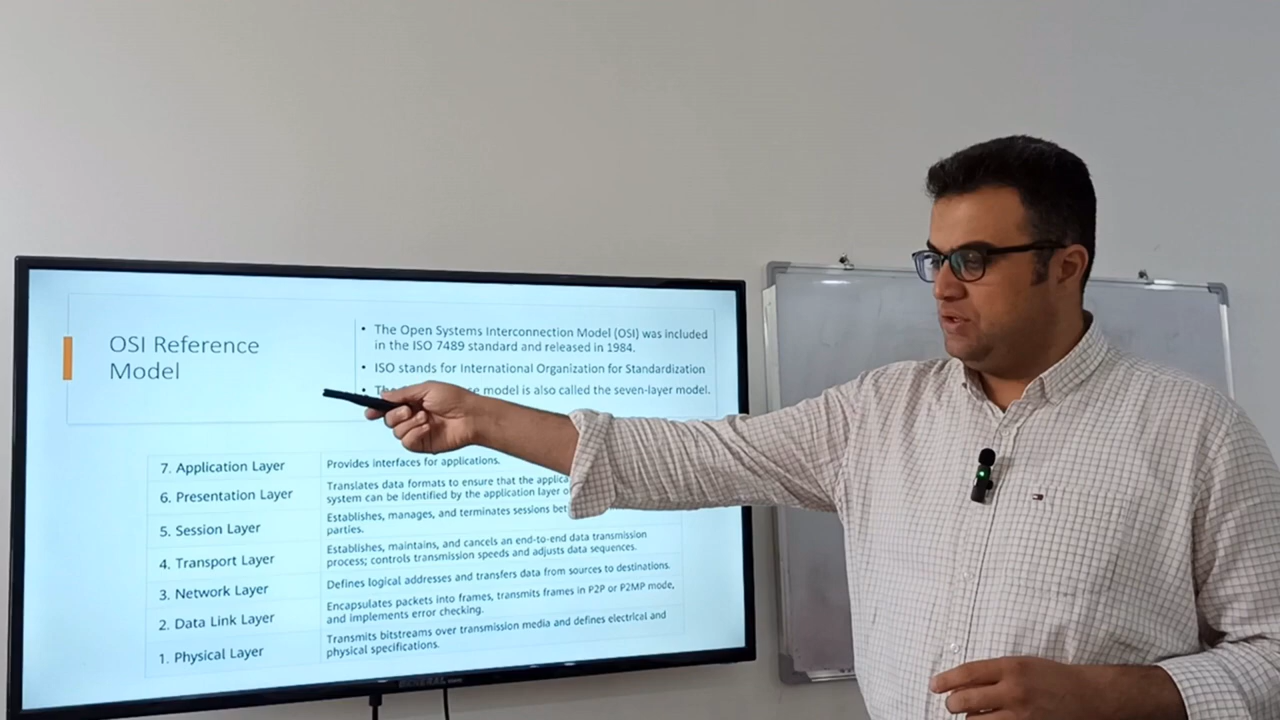 OSI Reference
Model
• The Open Systems Interconnection Model (OSI) was included
in the ISO 7489 standard and released in 1984.
• ISO stands for International Organization for Standardization
• The model is also called the seven-layer model.
7. Application Layer
Provides interfaces for applications.
6. Presentation Layer
Translates data formats to ensure that the
system can be identified by the application layer
5. Session Layer
Establishes, manages, and terminates sessions
parties.
4. Transport Layer
Establishes, maintains, and cancels an end-to-end data transmission
process; controls transmission speeds and adjusts data sequences.
3. Network Layer
Defines logical addresses and transfers data from sources to destinations.
2. Data Link Layer
Encapsulates packets into frames, transmits frames in P2P or P2MP mode,
and implements error checking.
1. Physical Layer
Transmits bitstreams over transmission media and defines electrical and
physical specifications.
GENERAL